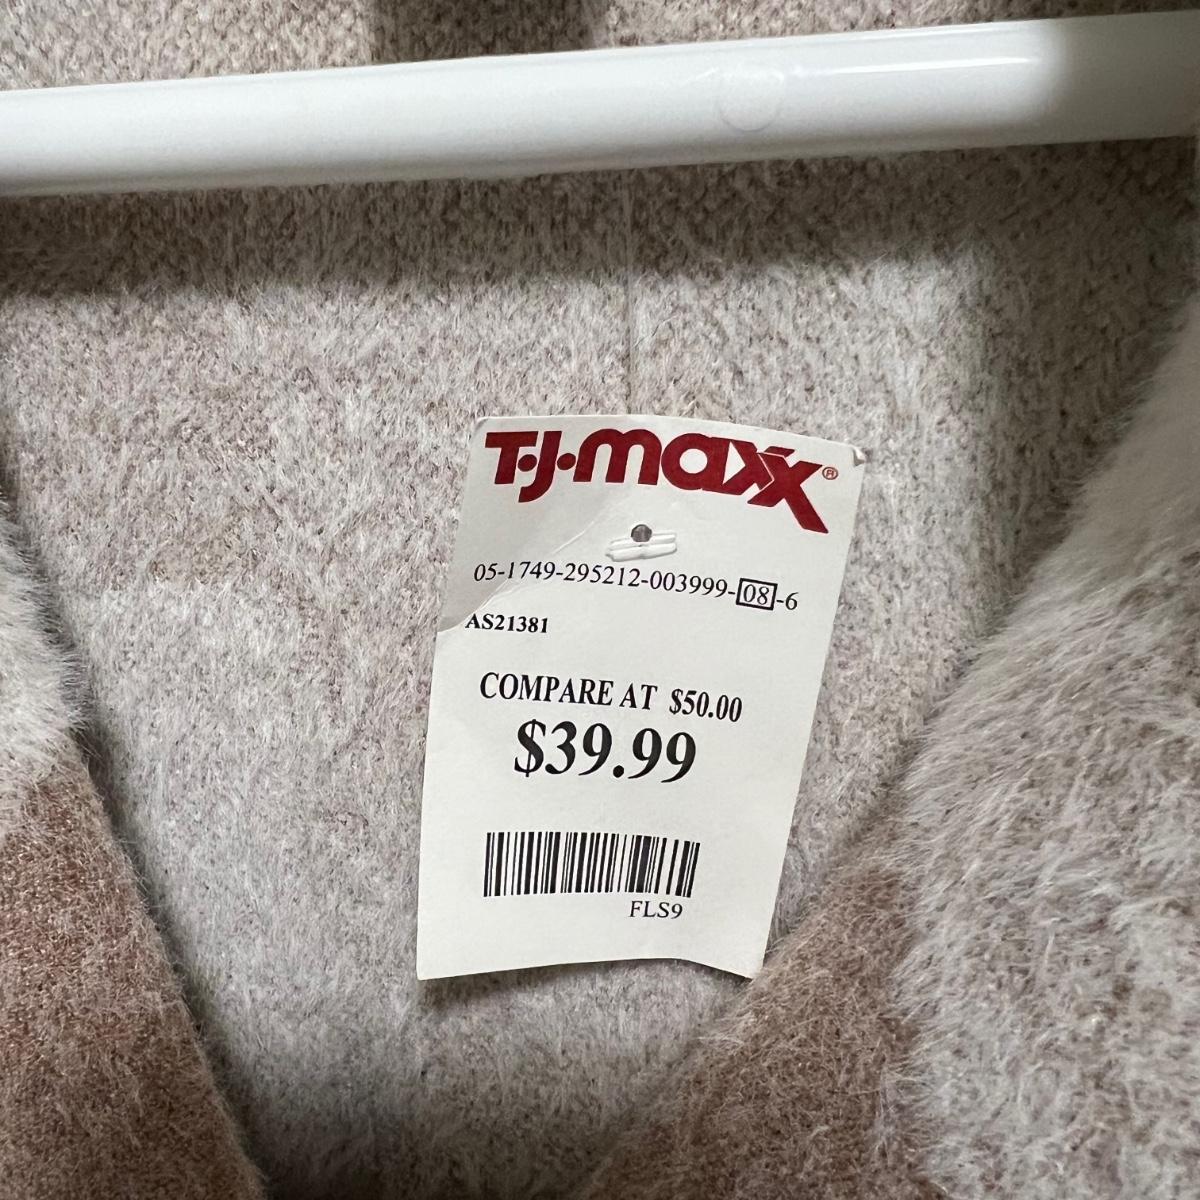 T·J·maxx®
05-1749-295212-003999-08-6
AS21381
COMPARE AT $50.00
$39.99
FLS9